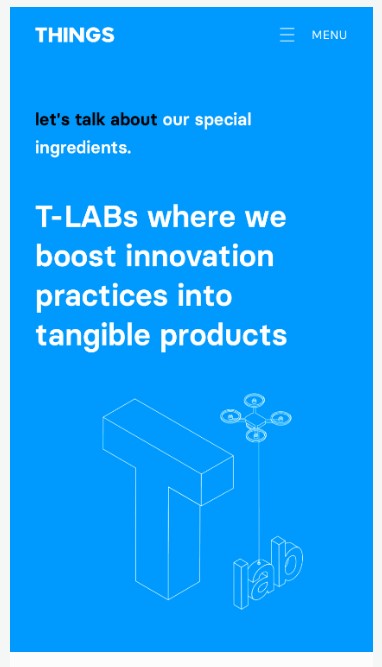 THINGS
MENU
let's talk about our special
ingredients.
T-LABs where we
boost innovation
practices into
tangible products
T
lab